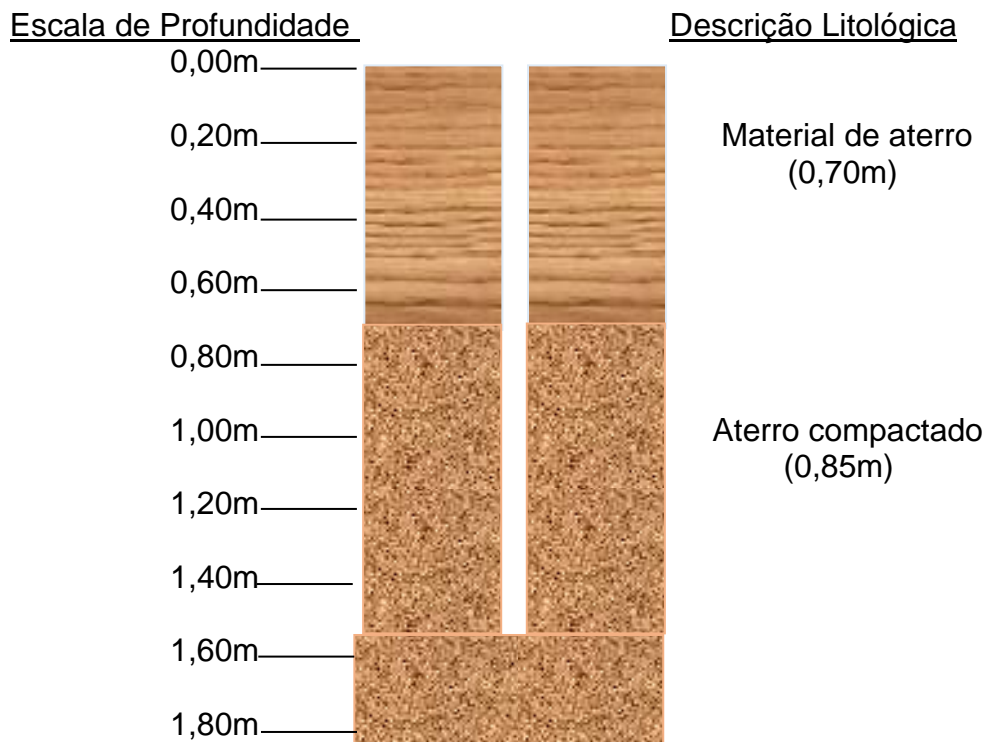 Escala de Profundidade
Descrição Litológica
0,00m
0,20m
Material de aterro
(0,70m)
0,40m
0,60m
0,80m
1,00m
Aterro compactado
(0,85m)
1,20m
1,40m
1,60m
1,80m